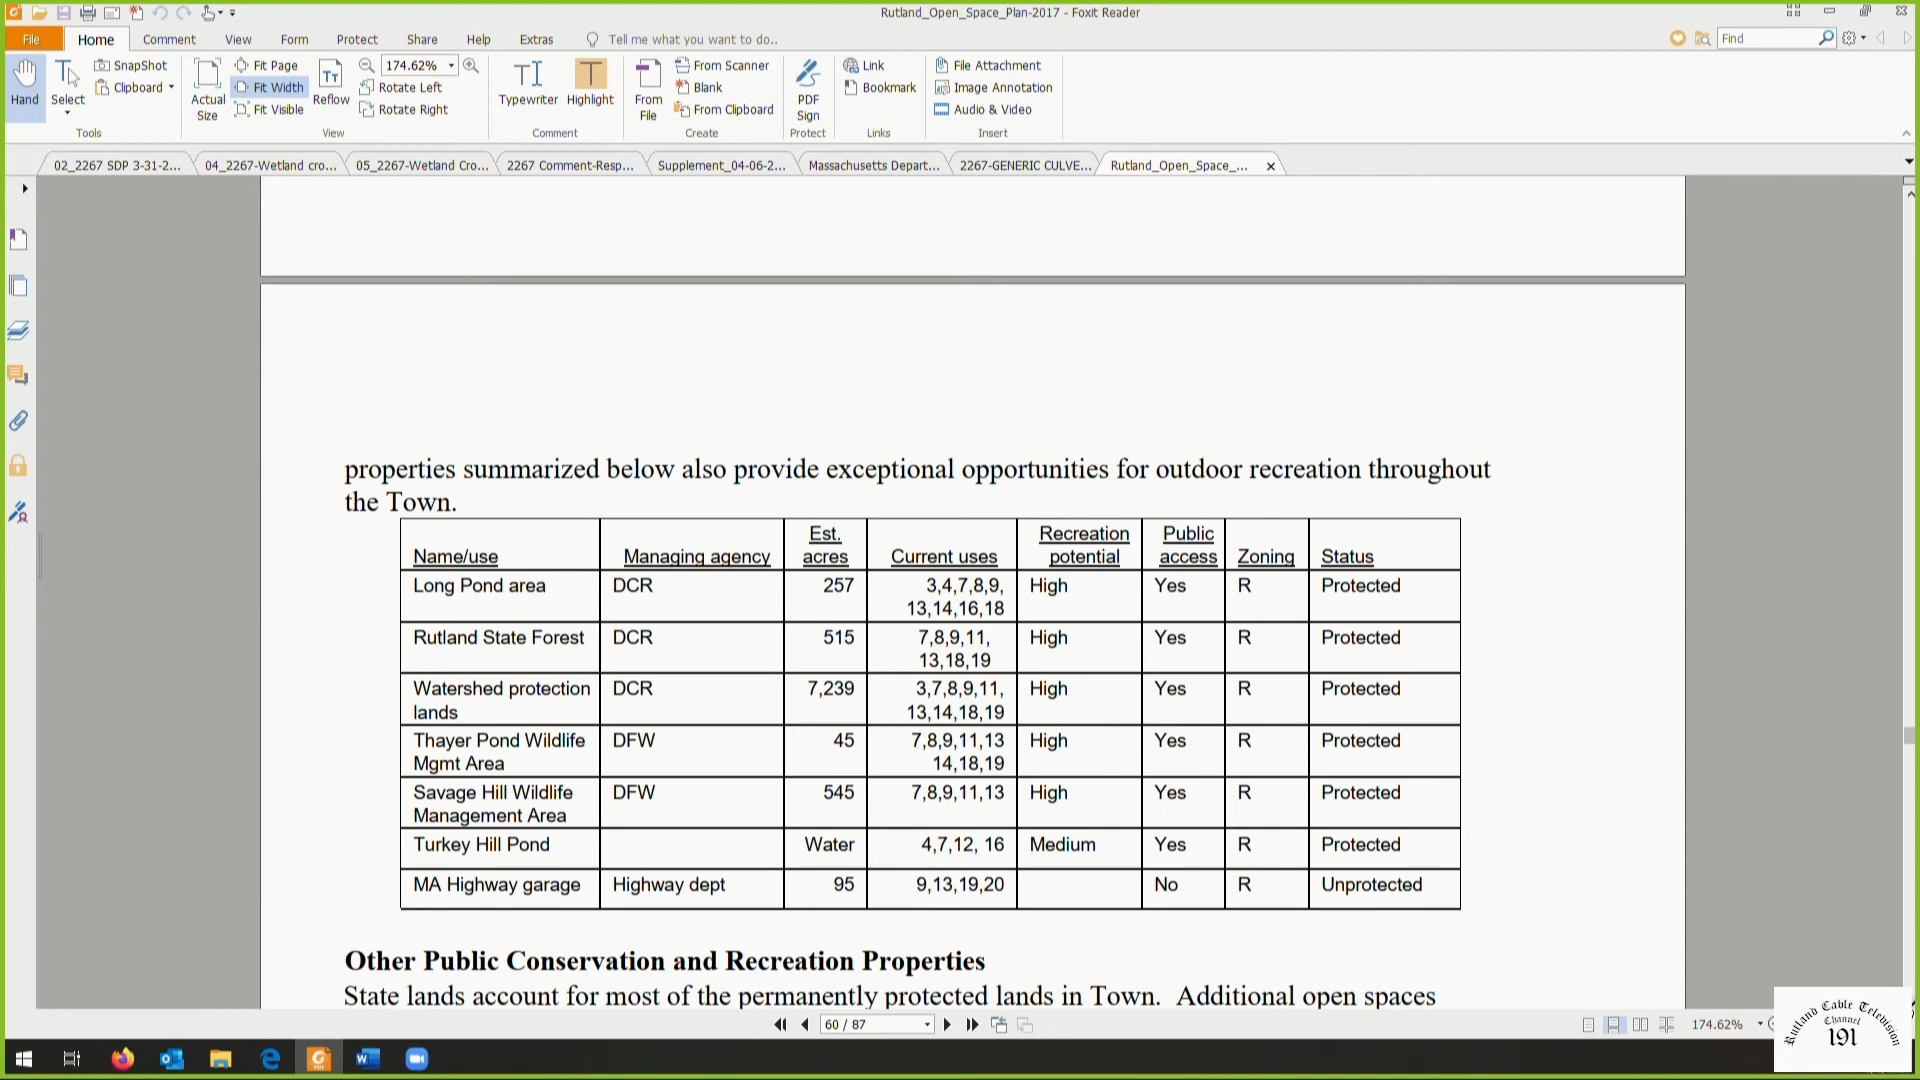 Rutland_Open_Space_Plan-2017 - Foxit Reader
File Home Comment View Form Protect Share Help Extras Tell me what you want to do.. Find
Hand
Select
SnapShot
Clipboard
Tools
Actual Size
Fit Page
Fit Width
Fit Visible
Reflow
174.62%
Rotate Left
Rotate Right
View
Typewriter
Highlight
Comment
From File
From Scanner
Blank
From Clipboard
Create
PDF Sign
Protect
Link
Bookmark
Links
File Attachment
Image Annotation
Audio & Video
Insert
02_2267 SDP 3-31-2... 04_2267-Wetland cro... 05_2267-Wetland Cro... 2267 Comment-Resp... Supplement_04-06-2... Massachusetts Depart... 2267-GENERIC CULVE... Rutland_Open_Space_...
properties summarized below also provide exceptional opportunities for outdoor recreation throughout
the Town.
Name/use Managing agency Est. acres Current uses Recreation potential Public access Zoning Status
Long Pond area DCR 257 3,4,7,8,9, 13,14,16,18 High Yes R Protected
Rutland State Forest DCR 515 7,8,9,11, 13,18,19 High Yes R Protected
Watershed protection lands DCR 7,239 3,7,8,9,11, 13,14,18,19 High Yes R Protected
Thayer Pond Wildlife Mgmt Area DFW 45 7,8,9,11,13 14,18,19 High Yes R Protected
Savage Hill Wildlife Management Area DFW 545 7,8,9,11,13 High Yes R Protected
Turkey Hill Pond Water 4,7,12, 16 Medium Yes R Protected
MA Highway garage Highway dept 95 9,13,19,20 No R Unprotected
Other Public Conservation and Recreation Properties
State lands account for most of the permanently protected lands in Town. Additional open spaces
60 / 87
174.62%
Rutland Cable Television
Channel
191